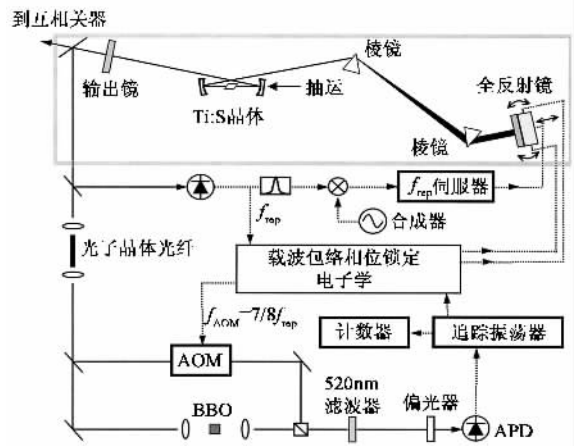 到互相关器
输出镜
Ti:S晶体
抽运
棱镜
棱镜
全反射镜
f_rep
f_rep伺服器
合成器
光子晶体光纤
载波包络相位锁定
电子学
f_AOM=7/8f_rep
AOM
计数器
追踪振荡器
BBO
520nm
滤波器
偏光器
APD